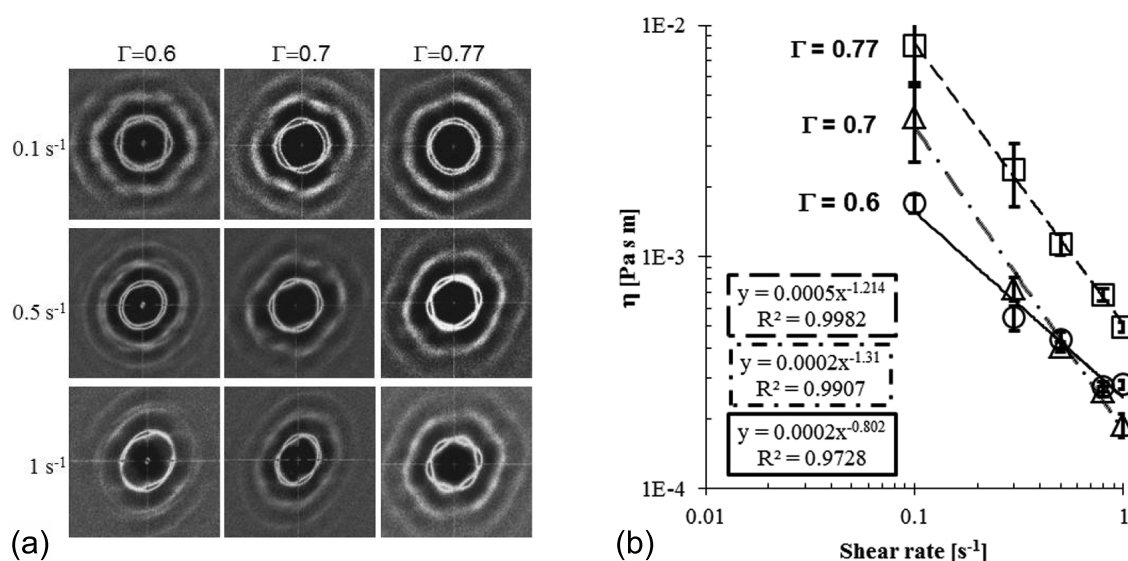 Γ=0.6 Γ=0.7 Γ=0.77
0.1 s⁻¹
0.5 s⁻¹
1 s⁻¹
(a)
1E-2
1E-3
1E-4
η [Pa s m]
Γ = 0.77
Γ = 0.7
Γ = 0.6
y = 0.0005x⁻¹·²¹⁴
R² = 0.9982
y = 0.0002x⁻¹·³¹
R² = 0.9907
y = 0.0002x⁻⁰·⁸⁰²
R² = 0.9728
0.01 0.1 1
Shear rate [s⁻¹]
(b)